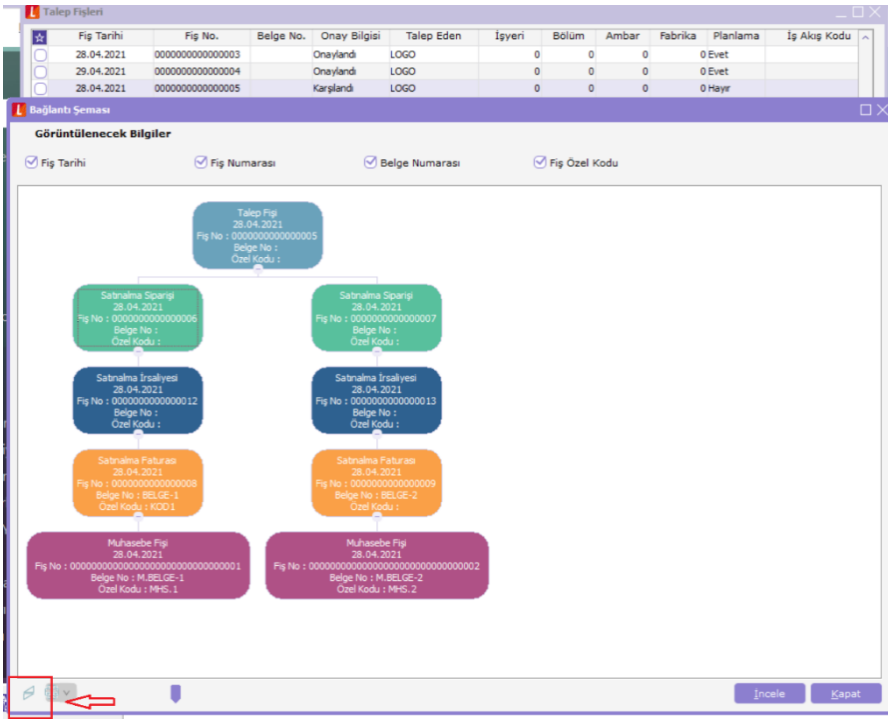 Talep Fişleri
Fiş Tarihi Fiş No. Belge No. Onay Bilgisi Talep Eden İşyeri Bölüm Ambar Fabrika Planlama İş Akış Kodu
28.04.2021 0000000000000003 Onaylandı LOGO 0 0 0 0 Evet
29.04.2021 0000000000000004 Onaylandı LOGO 0 0 0 0 Evet
28.04.2021 0000000000000005 Karşılandı LOGO 0 0 0 0 Hayır
Bağlantı Şeması
Görüntülenecek Bilgiler
Fiş Tarihi Fiş Numarası Belge Numarası Fiş Özel Kodu
Talep Fişi
28.04.2021
Fiş No : 0000000000000005
Belge No :
Özel Kodu :
Satınalma Siparişi
28.04.2021
Fiş No : 0000000000000006
Belge No :
Özel Kodu :
Satınalma Siparişi
28.04.2021
Fiş No : 0000000000000007
Belge No :
Özel Kodu :
Satınalma İrsaliyesi
28.04.2021
Fiş No : 0000000000000012
Belge No :
Özel Kodu :
Satınalma İrsaliyesi
28.04.2021
Fiş No : 0000000000000013
Belge No :
Özel Kodu :
Satınalma Faturası
28.04.2021
Fiş No : 0000000000000008
Belge No : BELGE-1
Özel Kodu : KOD1
Satınalma Faturası
28.04.2021
Fiş No : 0000000000000009
Belge No : BELGE-2
Özel Kodu :
Muhasebe Fişi
28.04.2021
Fiş No : 00000000000000000000000000000001
Belge No : M.BELGE-1
Özel Kodu : MHS.1
Muhasebe Fişi
28.04.2021
Fiş No : 00000000000000000000000000000002
Belge No : M.BELGE-2
Özel Kodu : MHS.2
İncele Kapat